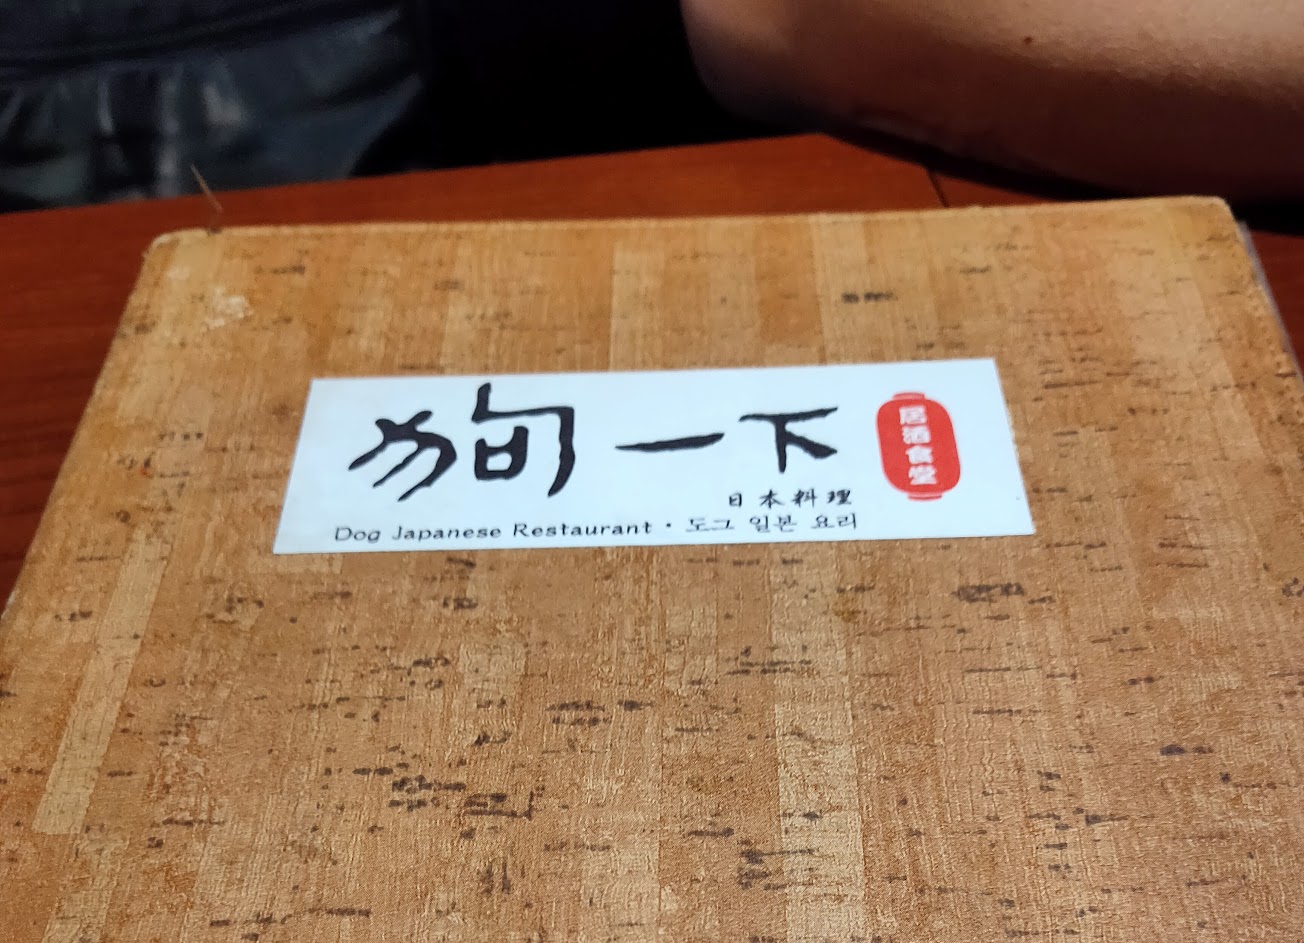 狗一下
居酒食堂
日本料理
Dog Japanese Restaurant · 도그 일본 요리